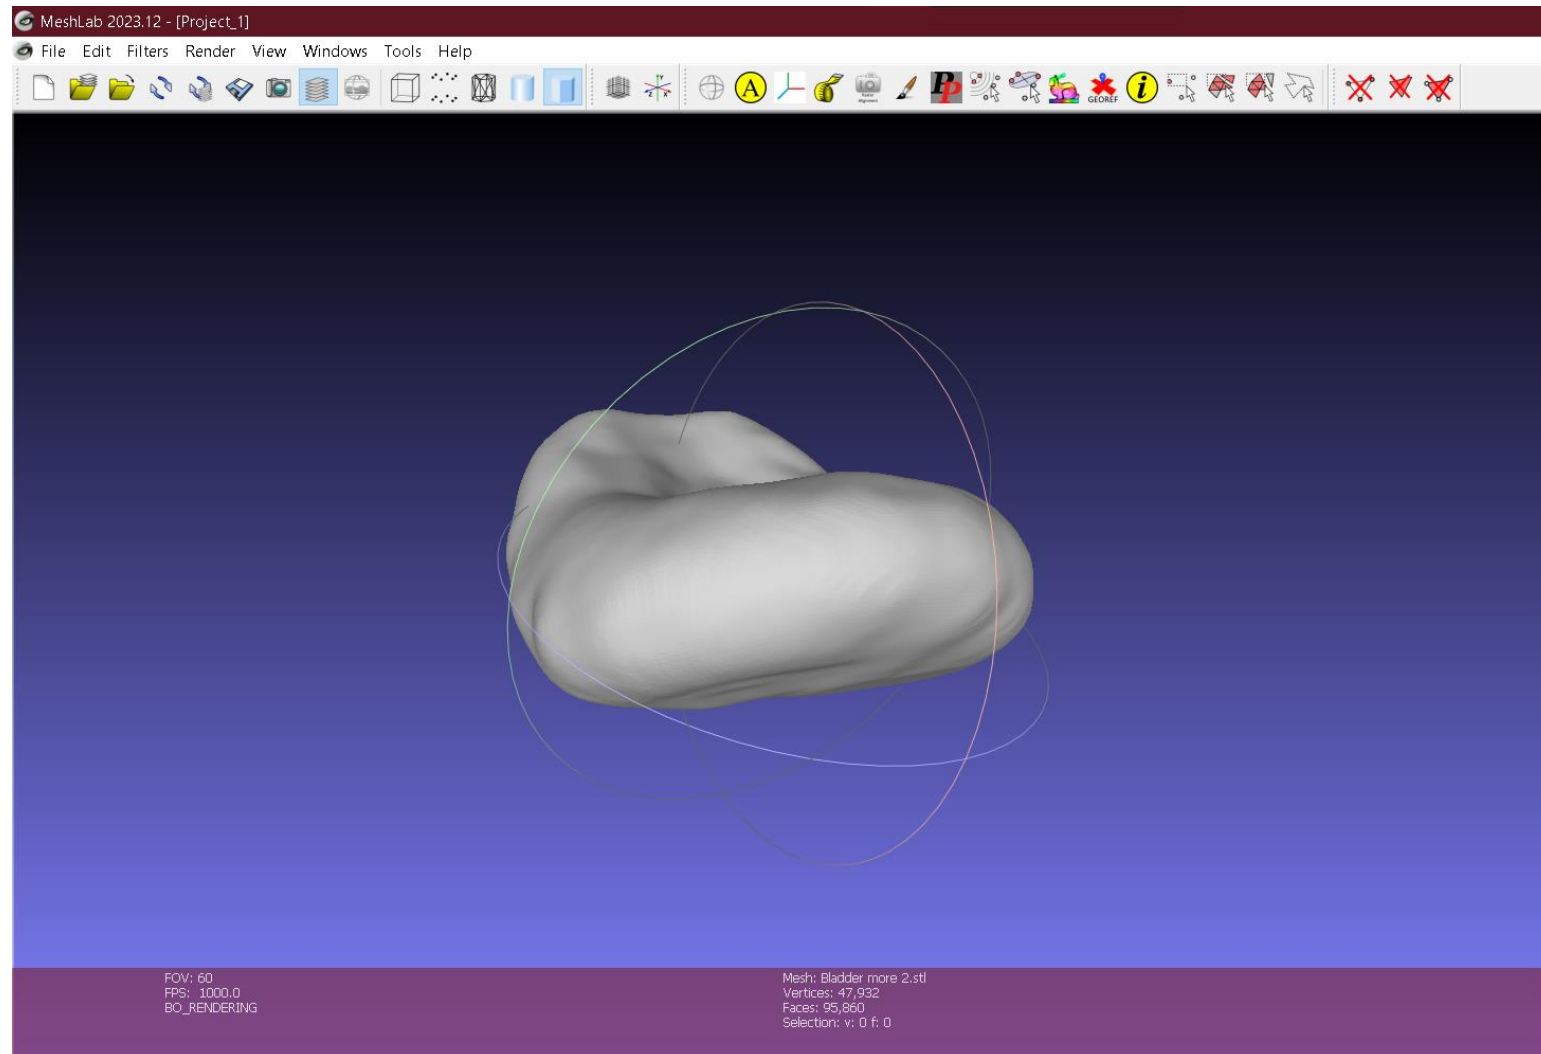 MeshLab 2023.12 - [Project_1]
File Edit Filters Render View Windows Tools Help
A
PP
GEOREF
i
FOV: 60
FPS: 1000.0
BO_RENDERING
Mesh: Bladder more 2.stl
Vertices: 47,932
Faces: 95,860
Selection: v: 0 f: 0